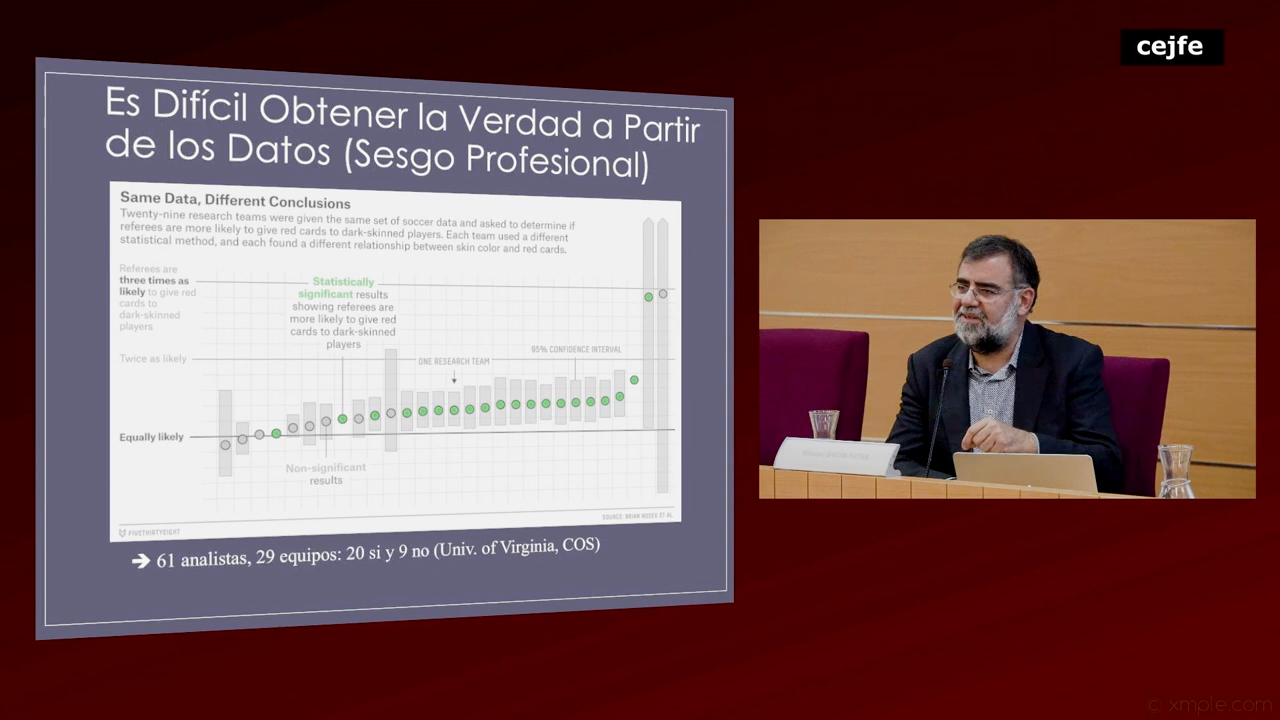 cejfe
Es Difícil Obtener la Verdad a Partir
de los Datos (Sesgo Profesional)
Same Data, Different Conclusions
Twenty-nine research teams were given the same set of soccer data and asked to determine if
referees are more likely to give red cards to dark-skinned players. Each team used a different
statistical method, and each found a different relationship between skin color and red cards.
Referees are
three times as
likely to give red
cards to
dark-skinned
players
Statistically
significant results
showing referees are
more likely to give red
cards to dark-skinned
players
Twice as likely
ONE RESEARCH TEAM
95% CONFIDENCE INTERVAL
Equally likely
Non-significant
results
FIVETHIRTYEIGHT
SOURCE: BRIAN NOSEK ET AL.
➔ 61 analistas, 29 equipos: 20 si y 9 no (Univ. of Virginia, COS)
© xmple.com